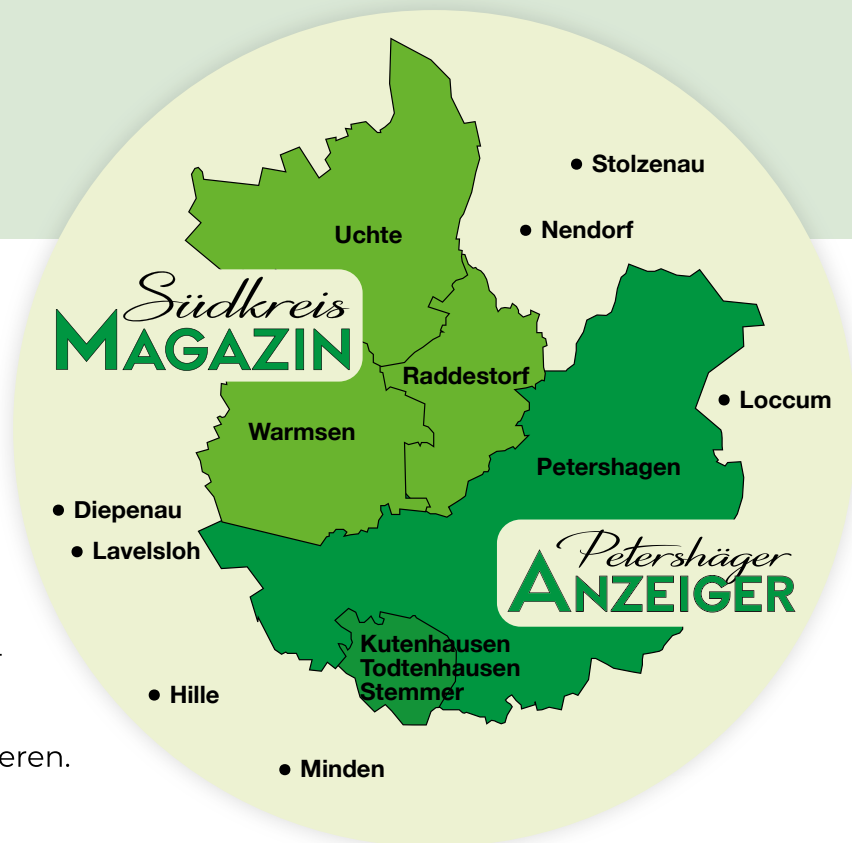 Stolzenau
Nendorf
Uchte
Südkreis
MAGAZIN
Raddestorf
Loccum
Warmsen
Petershagen
Diepenau
Lavelsloh
Petershäger
ANZEIGER
Kutenhausen
Todtenhausen
Stemmer
Hille
eren.
Minden